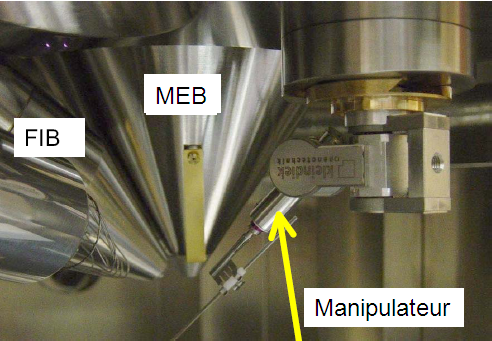 MEB
FIB
kleindiek
nanotechnik
Manipulateur